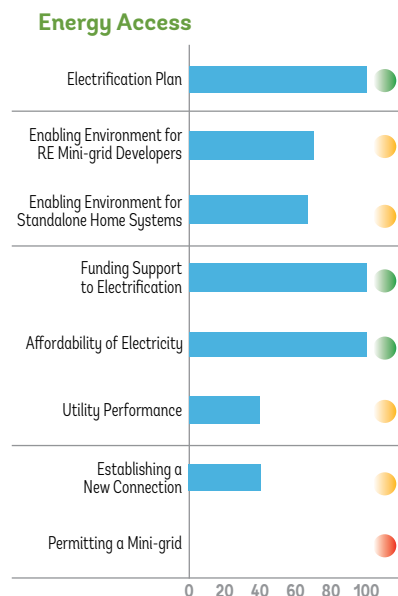 Energy Access
Electrification Plan
Enabling Environment for
RE Mini-grid Developers
Enabling Environment for
Standalone Home Systems
Funding Support
to Electrification
Affordability of Electricity
Utility Performance
Establishing a
New Connection
Permitting a Mini-grid
0 20 40 60 80 100